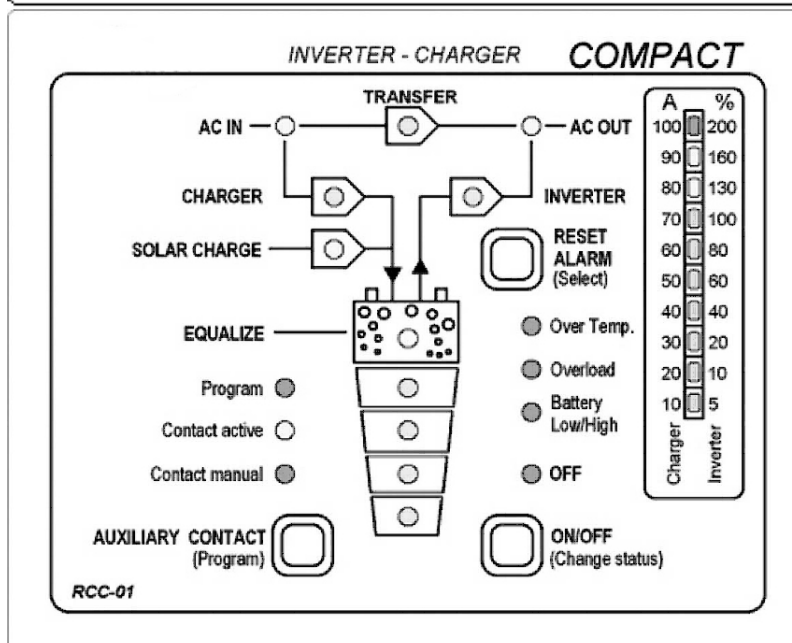 INVERTER - CHARGER COMPACT
TRANSFER
AC IN
AC OUT
CHARGER
INVERTER
SOLAR CHARGE
RESET
ALARM
(Select)
EQUALIZE
Over Temp.
Overload
Battery
Low/High
OFF
Program
Contact active
Contact manual
AUXILIARY CONTACT
(Program)
ON/OFF
(Change status)
RCC-01
A %
100 200
90 160
80 130
70 100
60 80
50 60
40 40
30 20
20 10
10 5
Charger
Inverter